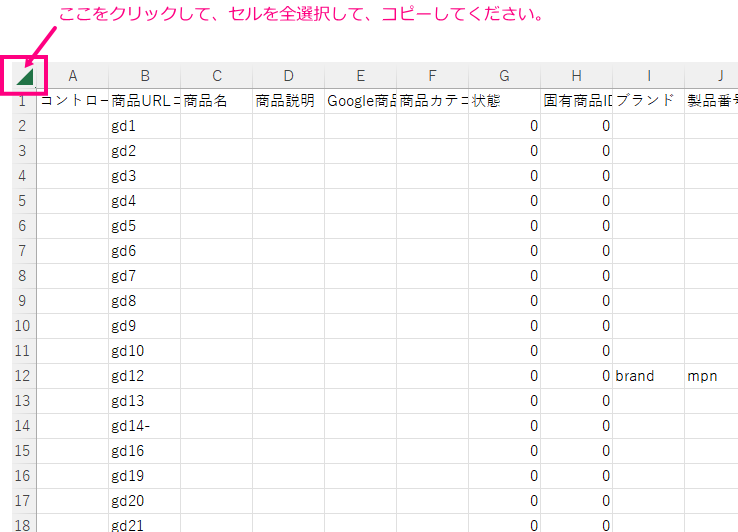 ここをクリックして、セルを全選択して、コピーしてください。
A B C D E F G H I J
1 コントロー 商品URLコ 商品名 商品説明 Google商品 商品カテゴ 状態 固有商品ID ブランド 製品番号
2 gd1 0 0
3 gd2 0 0
4 gd3 0 0
5 gd4 0 0
6 gd5 0 0
7 gd6 0 0
8 gd7 0 0
9 gd8 0 0
10 gd9 0 0
11 gd10 0 0
12 gd12 0 0 brand mpn
13 gd13 0 0
14 gd14- 0 0
15 gd16 0 0
16 gd19 0 0
17 gd20 0 0
18 gd21 0 0